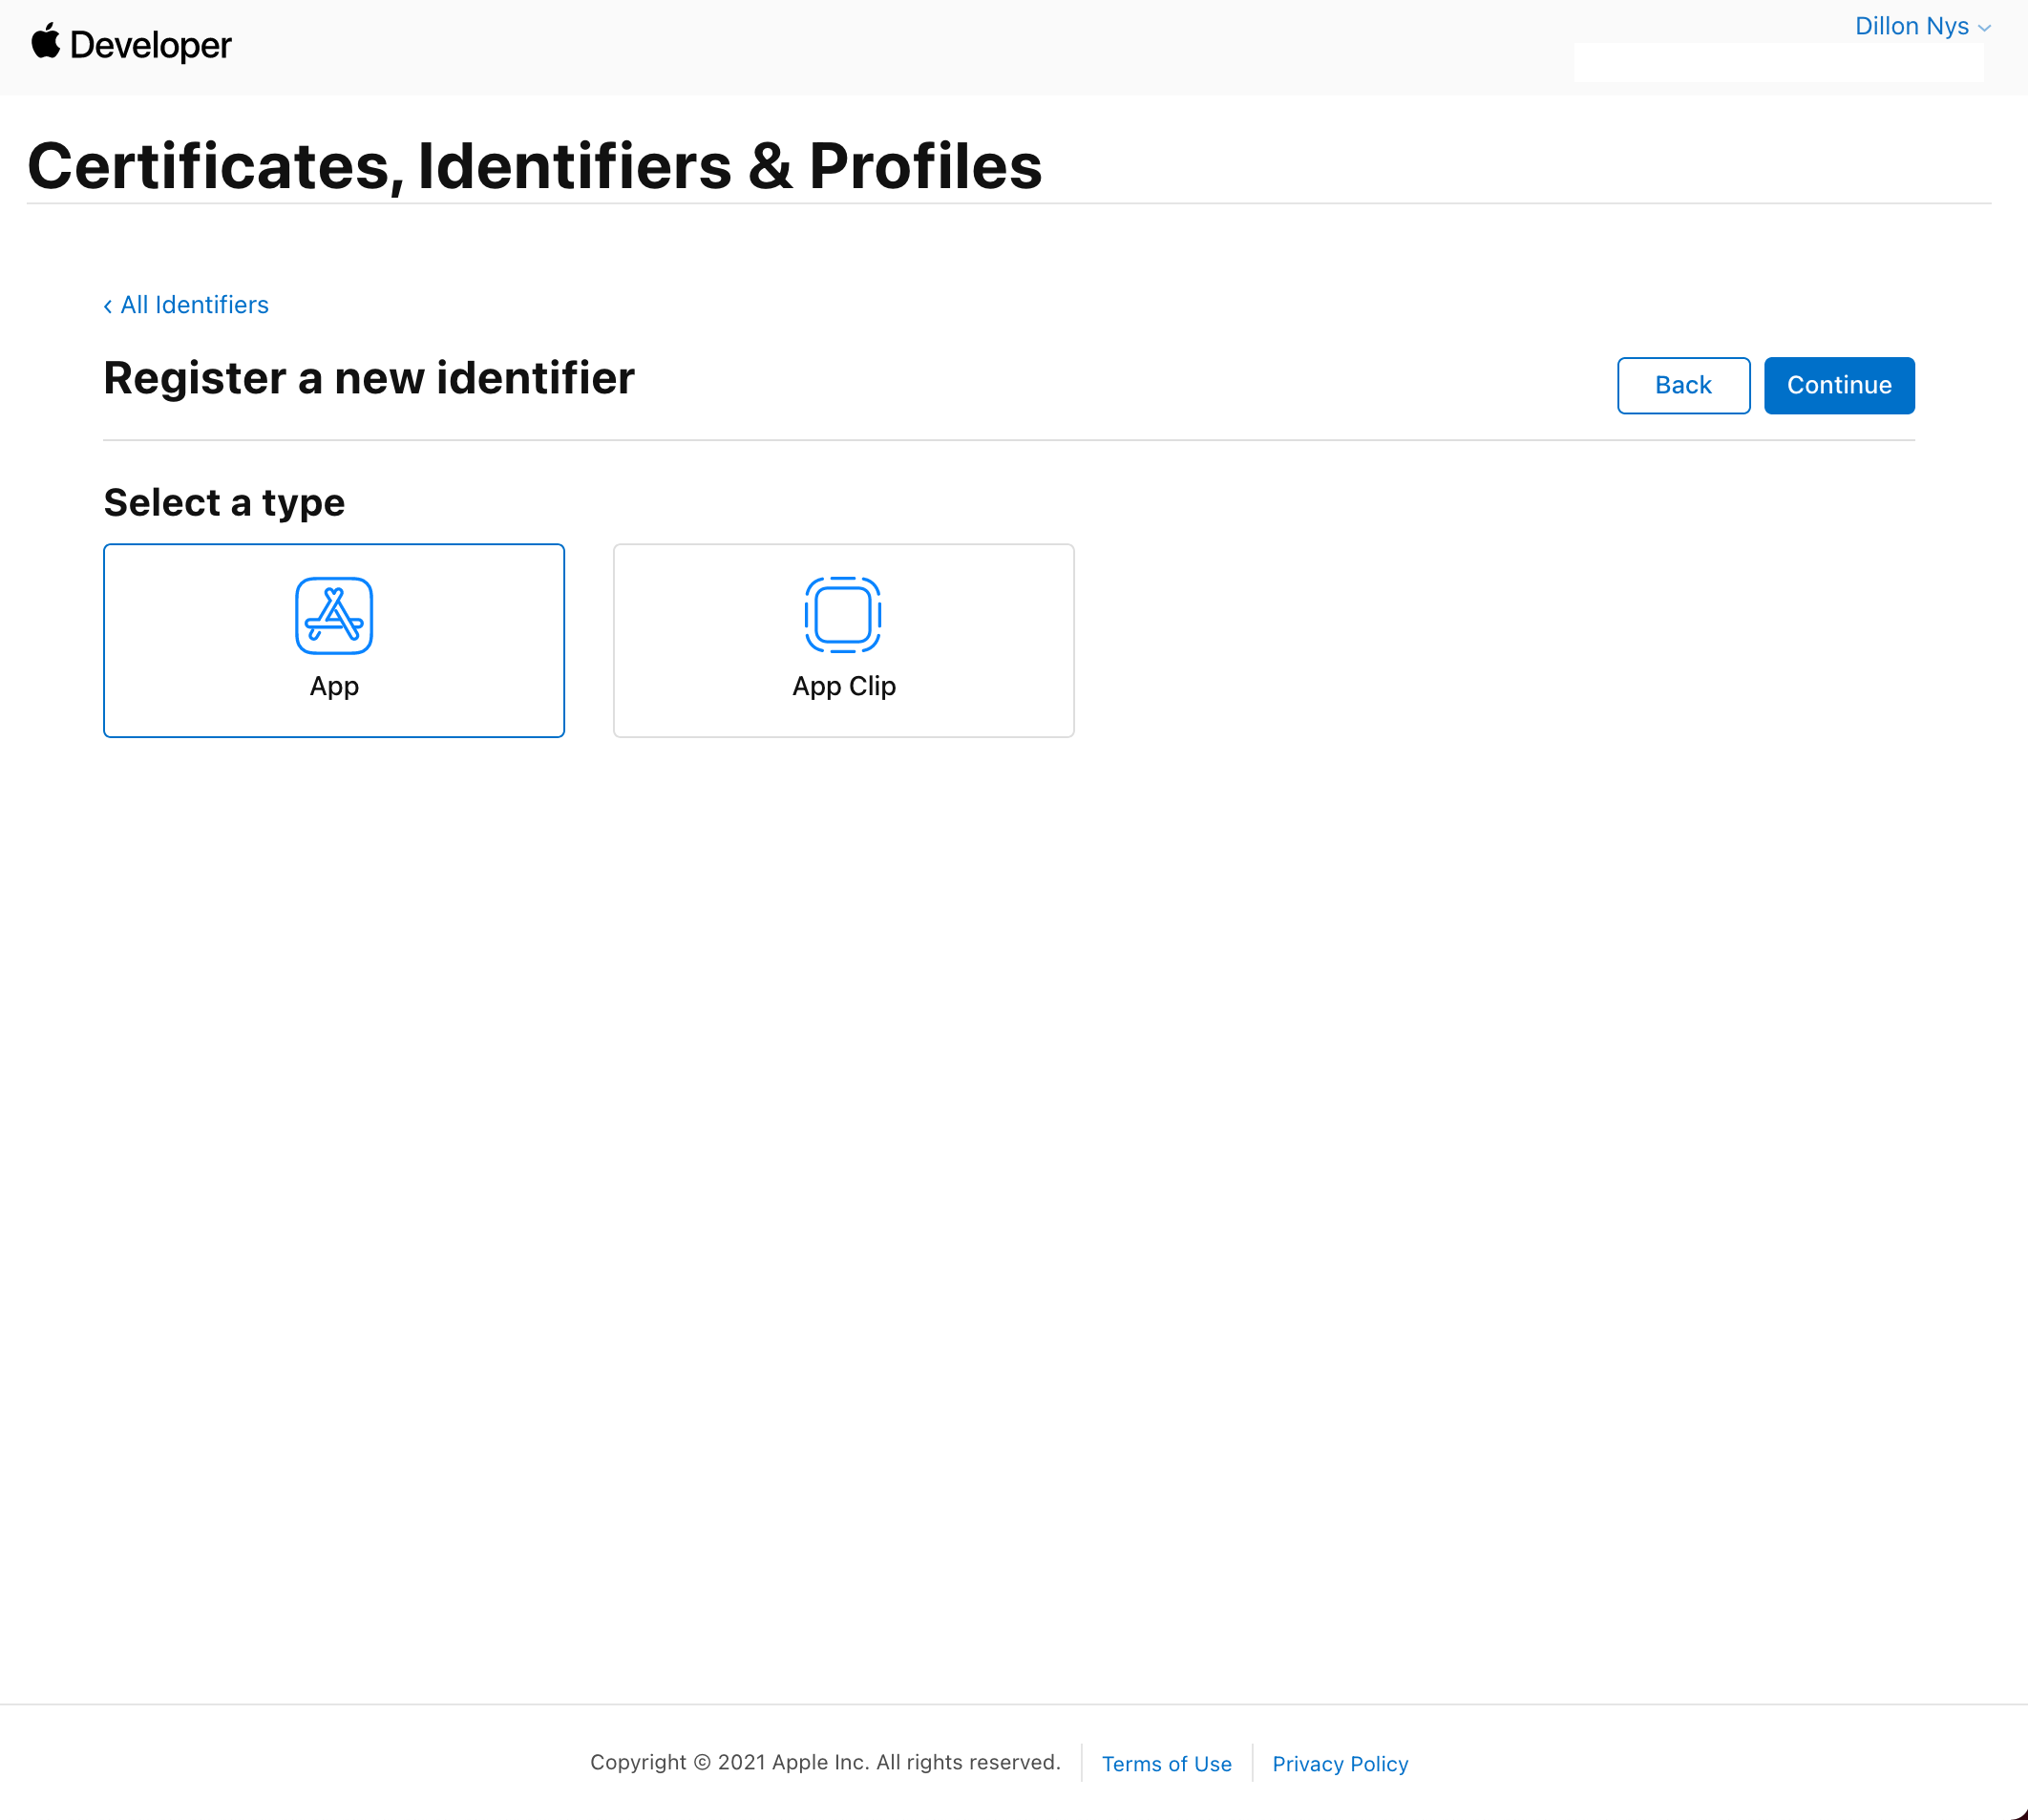 Developer
Dillon Nys
Certificates, Identifiers & Profiles
‹ All Identifiers
Register a new identifier
Back
Continue
Select a type
App
App Clip
Copyright © 2021 Apple Inc. All rights reserved.
Terms of Use
Privacy Policy